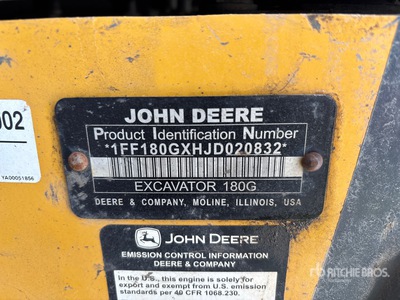 002
YA00051856
JOHN DEERE
Product Identification Number
*1FF180GXHJD020832*
EXCAVATOR 180G
DEERE & COMPANY, MOLINE, ILLINOIS, USA
JOHN DEERE
EMISSION CONTROL INFORMATION
DEERE & COMPANY
In the U.S., this engine is solely for
export and exempt from U.S. emission
standards per 40 CFR 1068.230.
rb
RITCHIE BROS.